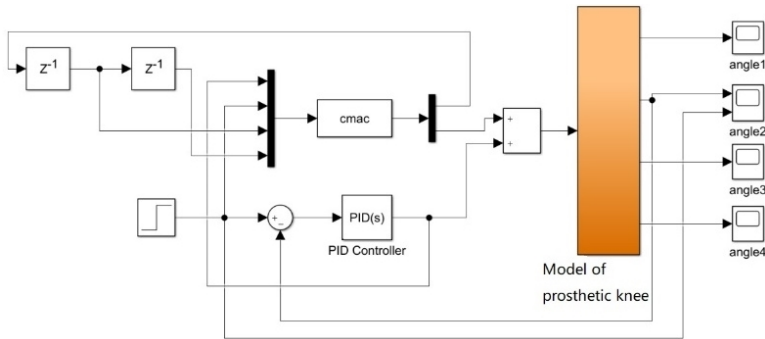 Z-1
Z-1
cmac
+
+
+
-
PID(s)
PID Controller
Model of
prosthetic knee
angle1
angle2
angle3
angle4